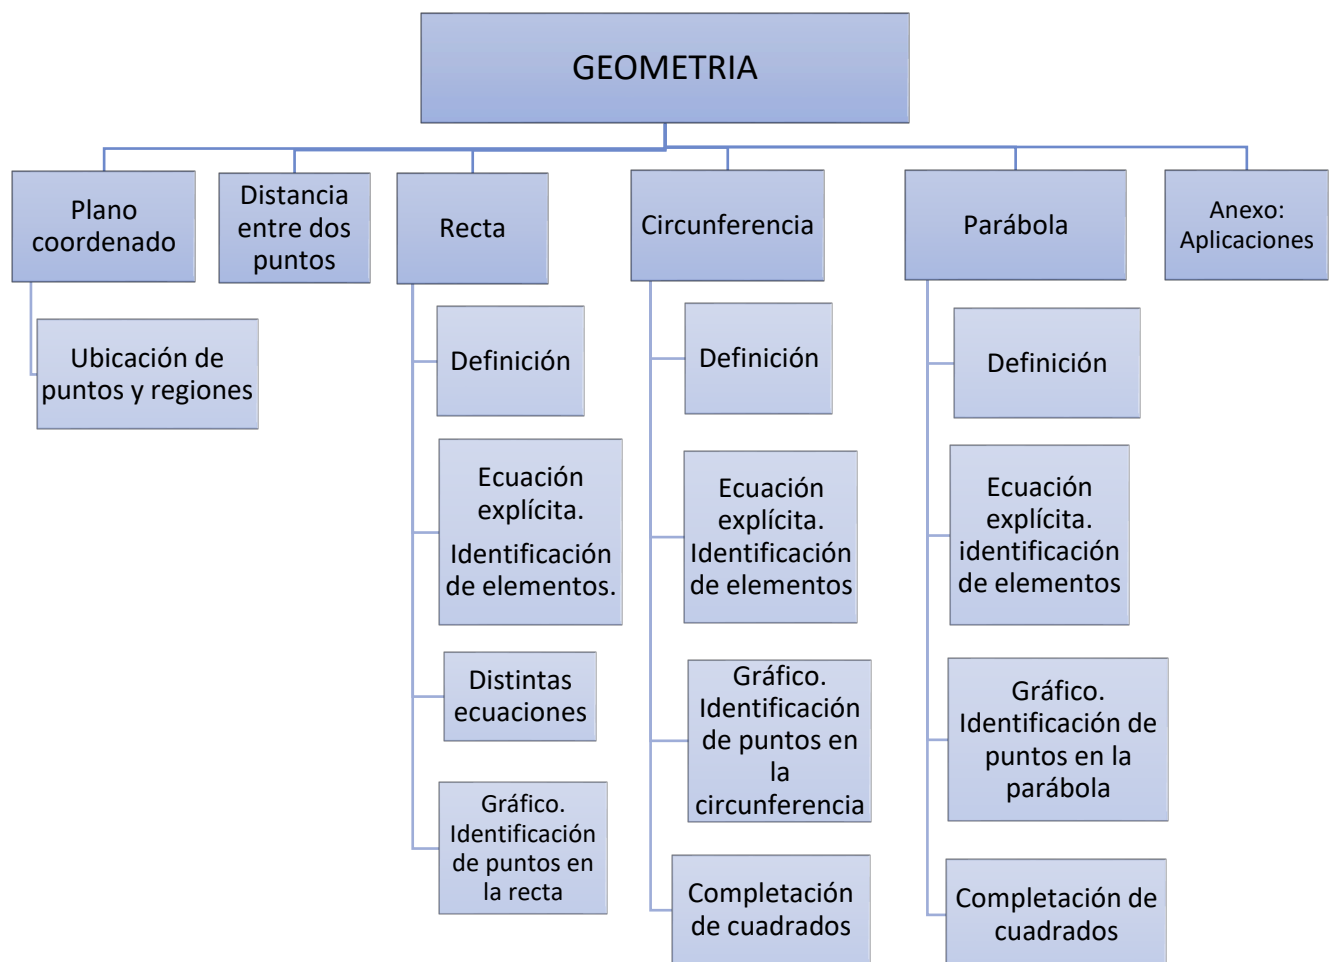 GEOMETRIA
Plano
coordenado
Ubicación de
puntos y regiones
Distancia
entre dos
puntos
Recta
Definición
Ecuación
explícita.
Identificación
de elementos.
Distintas
ecuaciones
Gráfico.
Identificación
de puntos en
la recta
Circunferencia
Definición
Ecuación
explícita.
Identificación
de elementos
Gráfico.
Identificación
de puntos en
la
circunferencia
Completación
de cuadrados
Parábola
Definición
Ecuación
explícita.
identificación
de elementos
Gráfico.
Identificación de
puntos en la
parábola
Completación de
cuadrados
Anexo:
Aplicaciones